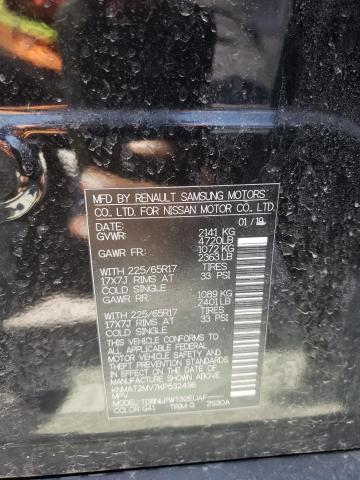 MFD BY RENAULT SAMSUNG MOTORS
CO., LTD. FOR NISSAN MOTOR CO., LTD.
DATE: 01/19
GVWR: 2141 KG
4720LB
GAWR FR: 1072 KG
2363 LB
WITH 225/65R17 TIRES
17X7J RIMS AT 33 PSI
COLD SINGLE
GAWR RR: 1089 KG
2401 LB
WITH 225/65R17 TIRES
17X7J RIMS AT 33 PSI
COLD SINGLE
THIS VEHICLE CONFORMS TO ALL
APPLICABLE U.S. FEDERAL
MOTOR VEHICLE SAFETY, AND
THEFT PREVENTION STANDARDS
IN EFFECT ON THE DATE OF
MANUFACTURE SHOWN ABOVE.
KNMAT2MV7KP532496
MPV
MODEL:
COLOR G41 TRIM G 2530A